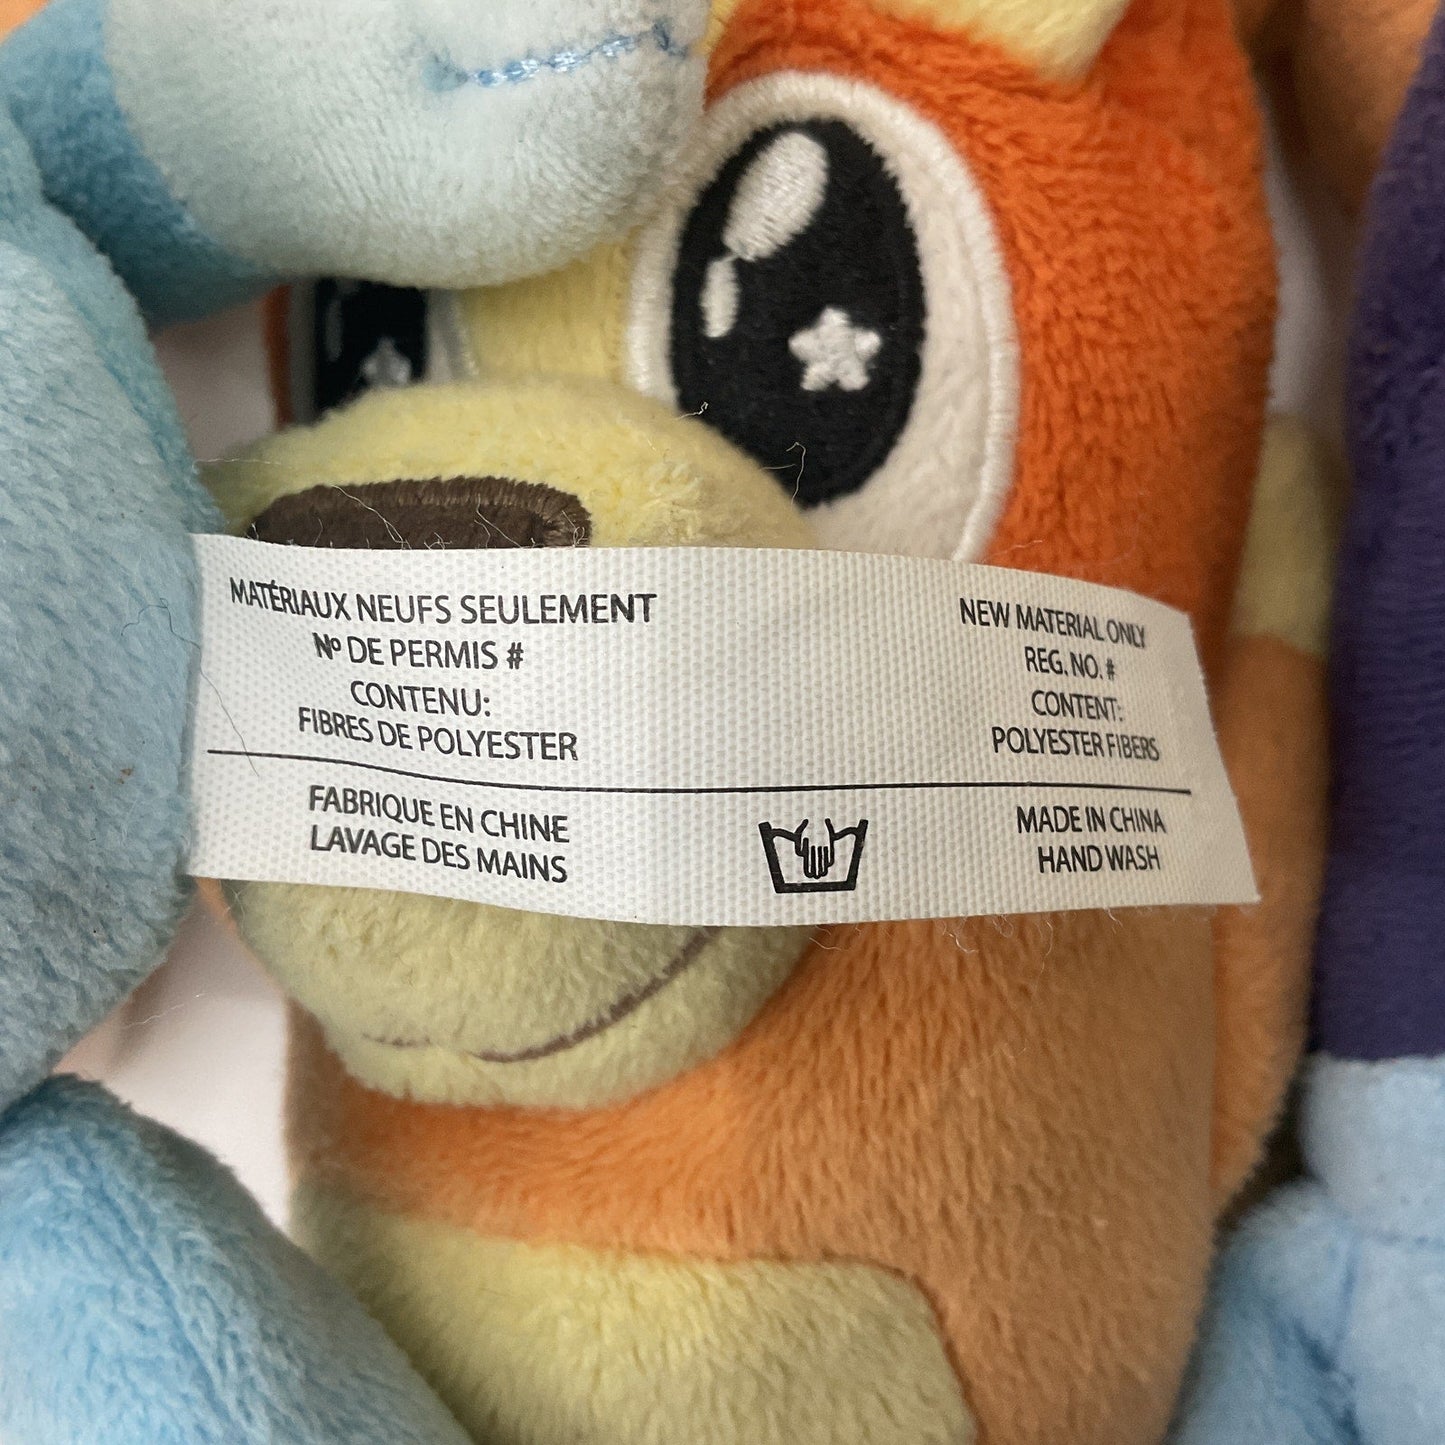 MATÉRIAUX NEUFS SEULEMENT
Nº DE PERMIS #
CONTENU:
FIBRES DE POLYESTER
NEW MATERIAL ONLY
REG. NO. #
CONTENT:
POLYESTER FIBERS
FABRIQUE EN CHINE
LAVAGE DES MAINS
MADE IN CHINA
HAND WASH